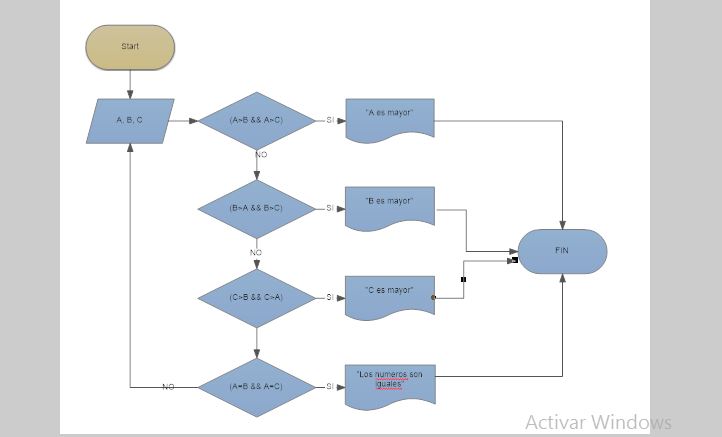 Start
A, B, C
(A>B && A>C)
SI
"A es mayor"
NO
(B>A && B>C)
SI
"B es mayor"
FIN
NO
(C>B && C>A)
SI
"C es mayor"
"Los numeros son
iguales"
NO
(A=B && A=C)
SI
Activar Windows